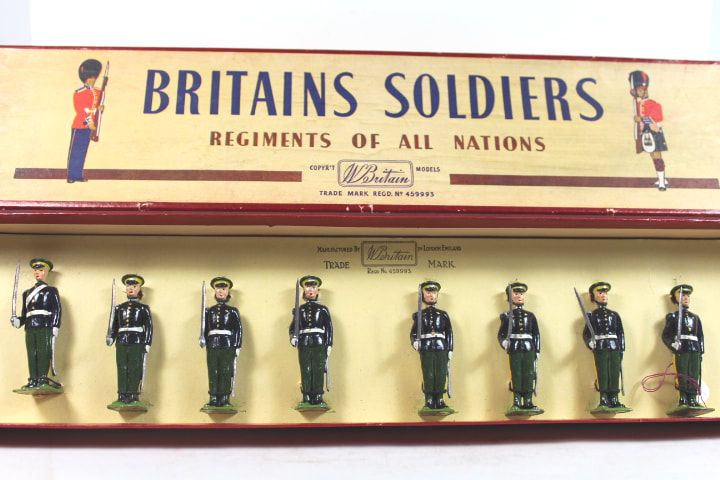 BRITAINS SOLDIERS
REGIMENTS OF ALL NATIONS
COPYR'T W.Britain MODELS
TRADE MARK REGD. Nº 459993
MANUFACTURED BY W.Britain IN LONDON ENGLAND
TRADE MARK
REGD No 459993